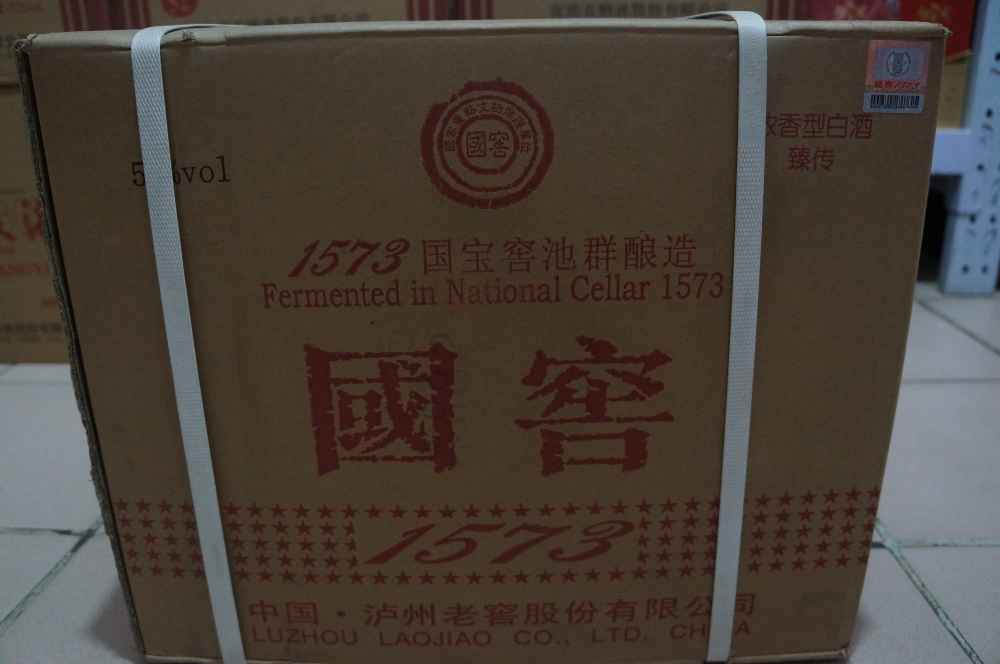 國窖
浓香型白酒
臻传
5 %vol
1573 国宝窖池群酿造
Fermented in National Cellar 1573
國窖
1573
中国·泸州老窖股份有限公司
LUZHOU LAOJIAO CO., LTD. CHINA